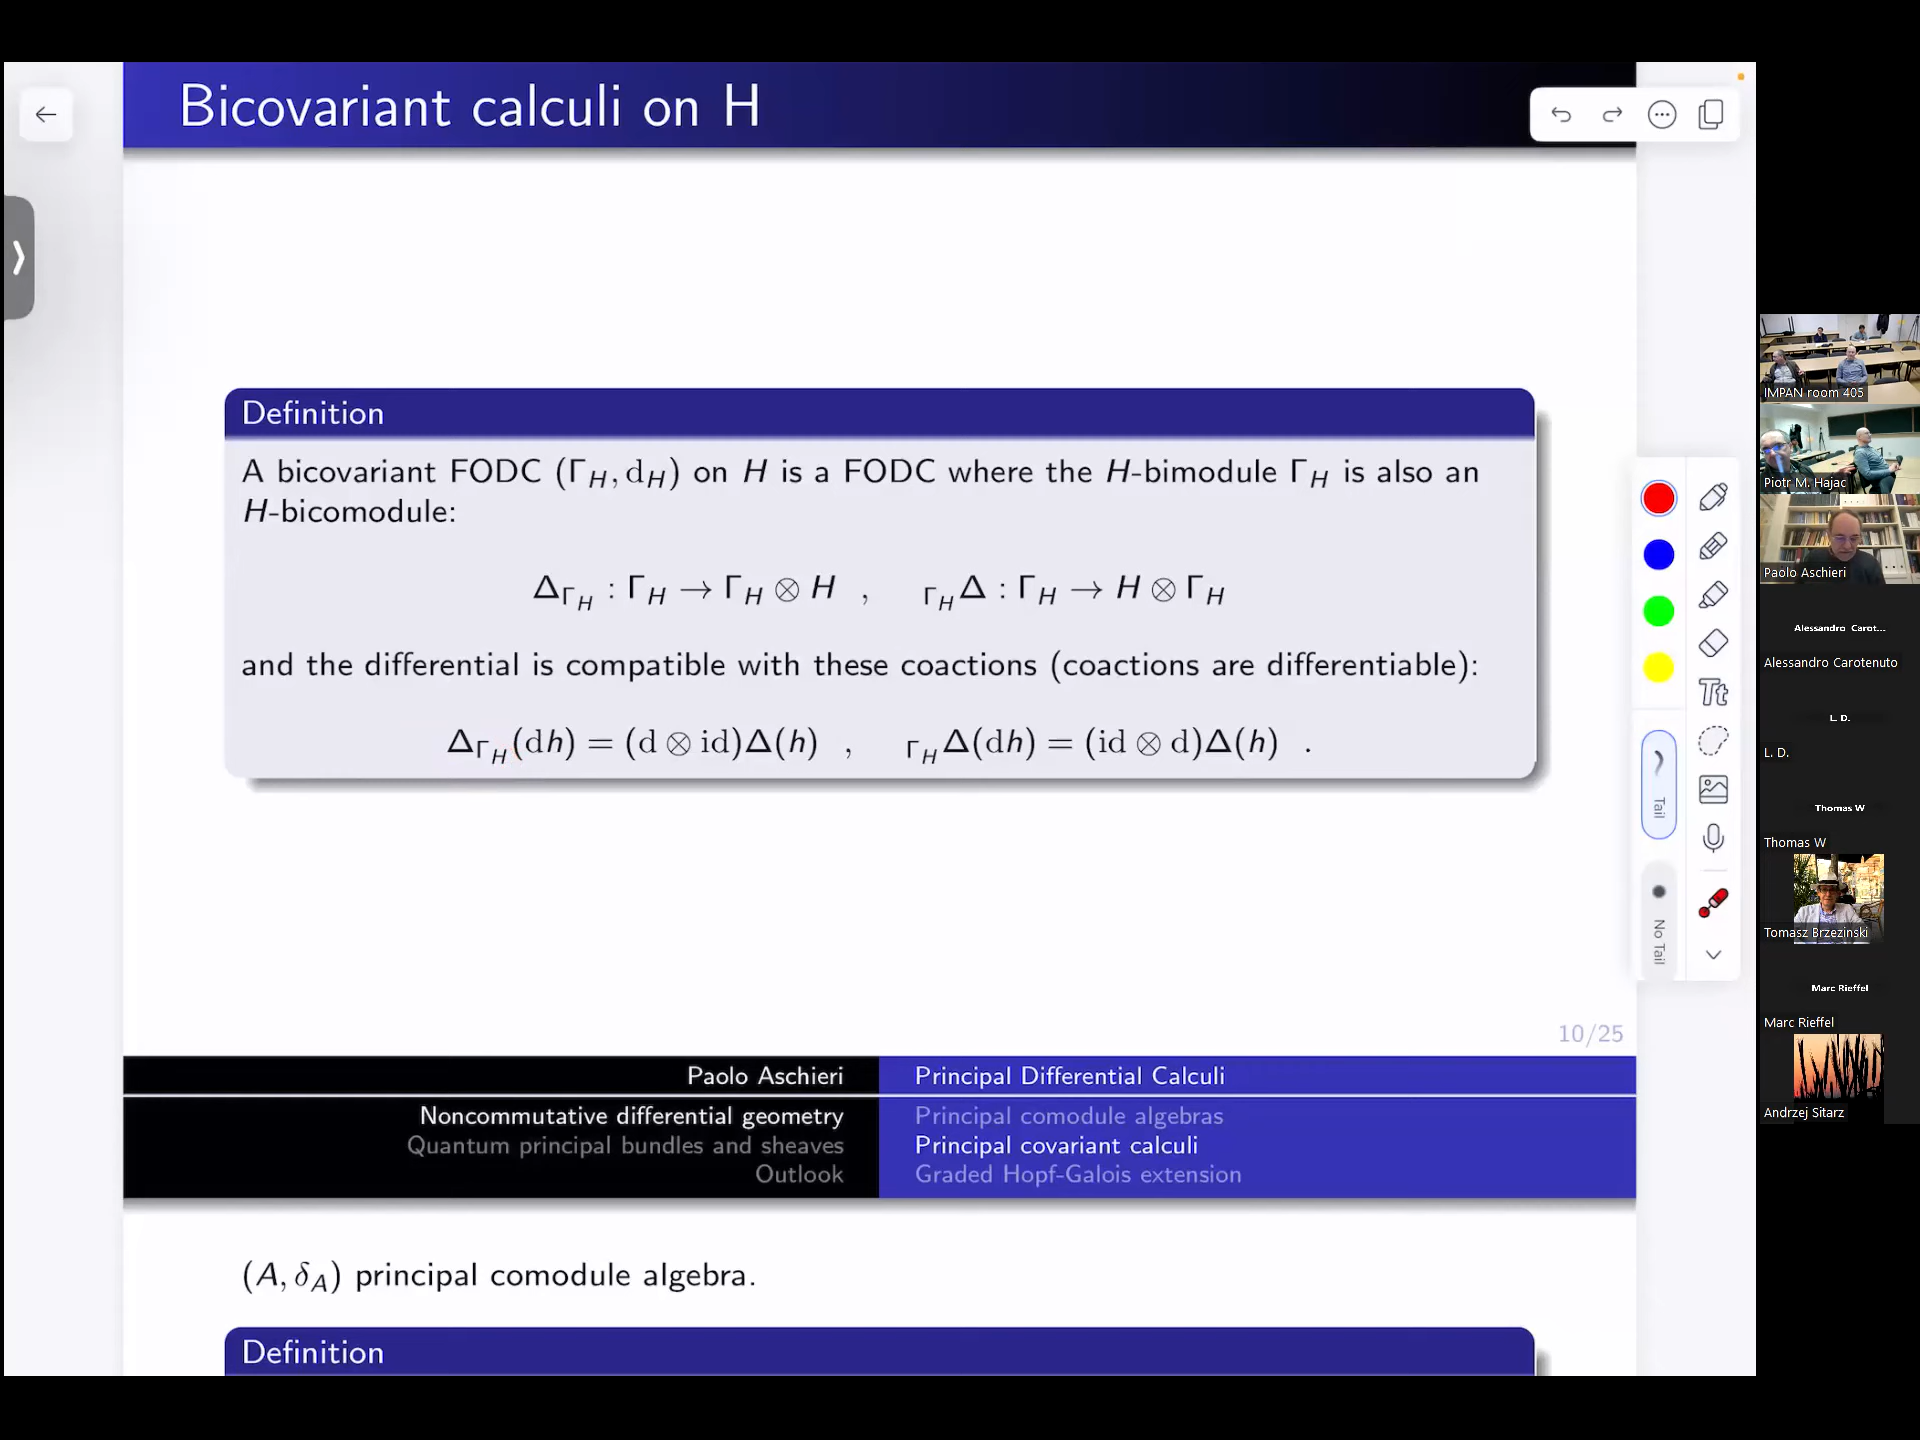 Bicovariant calculi on H
Definition
A bicovariant FODC (Γ_H, d_H) on H is a FODC where the H-bimodule Γ_H is also an
H-bicomodule:
Δ_{Γ_H} : Γ_H → Γ_H ⊗ H , _{Γ_H}Δ : Γ_H → H ⊗ Γ_H
and the differential is compatible with these coactions (coactions are differentiable):
Δ_{Γ_H}(dh) = (d ⊗ id)Δ(h) , _{Γ_H}Δ(dh) = (id ⊗ d)Δ(h) .
10/25
Paolo Aschieri
Principal Differential Calculi
Noncommutative differential geometry
Quantum principal bundles and sheaves
Outlook
Principal comodule algebras
Principal covariant calculi
Graded Hopf-Galois extension
(A, δ_A) principal comodule algebra.
Definition
Tt
Tail
No Tail
IMPAN room 405
Piotr M. Hajac
Paolo Aschieri
Alessandro Carot...
Alessandro Carotenuto
L. D.
L. D.
Thomas W
Thomas W
Tomasz Brzezinski
Marc Rieffel
Marc Rieffel
Andrzej Sitarz